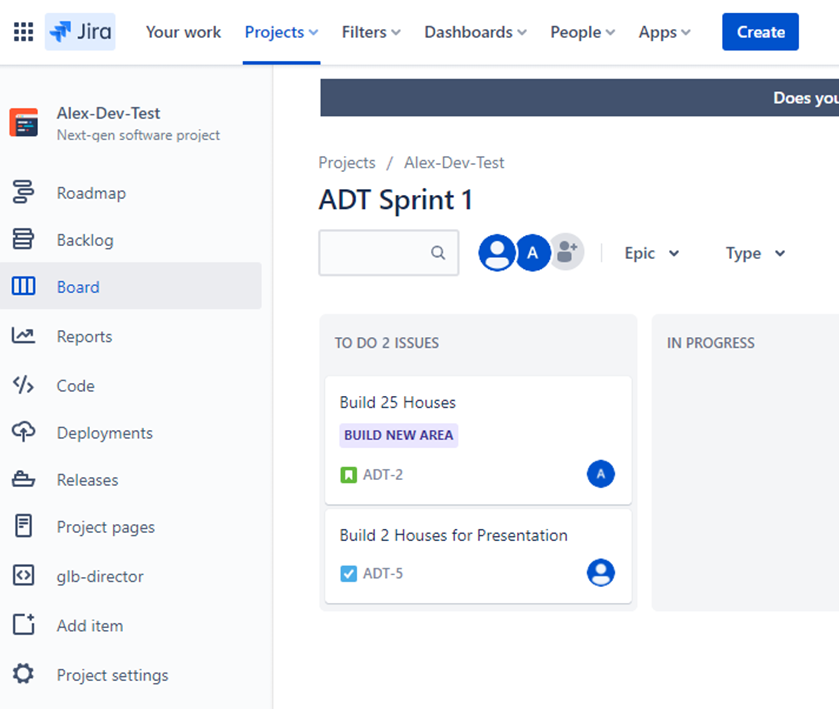 Jira
Your work
Projects
Filters
Dashboards
People
Apps
Create
Alex-Dev-Test
Next-gen software project
Roadmap
Backlog
Board
Reports
Code
Deployments
Releases
Project pages
glb-director
Add item
Project settings
Does you
Projects / Alex-Dev-Test
ADT Sprint 1
A
Epic
Type
TO DO 2 ISSUES
Build 25 Houses
BUILD NEW AREA
ADT-2
A
Build 2 Houses for Presentation
ADT-5
IN PROGRESS